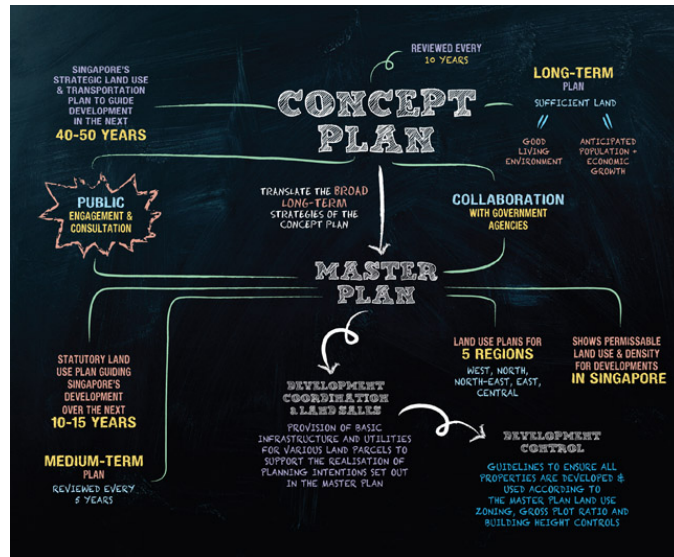 REVIEWED EVERY
10 YEARS
SINGAPORE'S
STRATEGIC LAND USE
& TRANSPORTATION
PLAN TO GUIDE
DEVELOPMENT
IN THE NEXT
40-50 YEARS
CONCEPT
PLAN
LONG-TERM
PLAN
SUFFICIENT LAND
GOOD
LIVING
ENVIRONMENT
ANTICIPATED
POPULATION +
ECONOMIC
GROWTH
PUBLIC
ENGAGEMENT &
CONSULTATION
TRANSLATE THE BROAD
LONG-TERM
STRATEGIES OF THE
CONCEPT PLAN
COLLABORATION
WITH GOVERNMENT
AGENCIES
MASTER
PLAN
STATUTORY LAND
USE PLAN GUIDING
SINGAPORE'S
DEVELOPMENT
OVER THE NEXT
10-15 YEARS
MEDIUM-TERM
PLAN
REVIEWED EVERY
5 YEARS
DEVELOPMENT
COORDINATION
& LAND SALES
PROVISION OF BASIC
INFRASTRUCTURE AND UTILITIES
FOR VARIOUS LAND PARCELS TO
SUPPORT THE REALISATION OF
PLANNING INTENTIONS SET OUT
IN THE MASTER PLAN
LAND USE PLANS FOR
5 REGIONS
WEST, NORTH,
NORTH-EAST, EAST,
CENTRAL
SHOWS PERMISSABLE
LAND USE & DENSITY
FOR DEVELOPMENTS
IN SINGAPORE
DEVELOPMENT
CONTROL
GUIDELINES TO ENSURE ALL
PROPERTIES ARE DEVELOPED &
USED ACCORDING TO
THE MASTER PLAN LAND USE
ZONING, GROSS PLOT RATIO AND
BUILDING HEIGHT CONTROLS